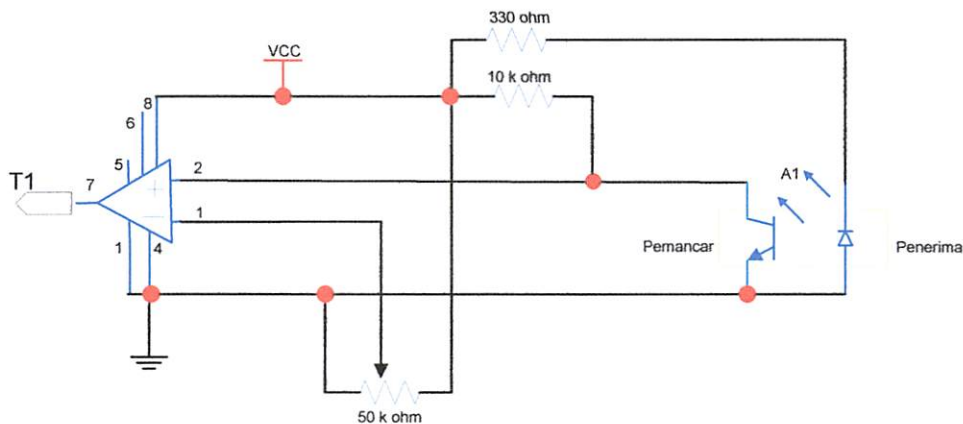 330 ohm
VCC
10 k ohm
8
6
5
T1
7
2
A1
1
1
4
Pemancar
Penerima
50 k ohm